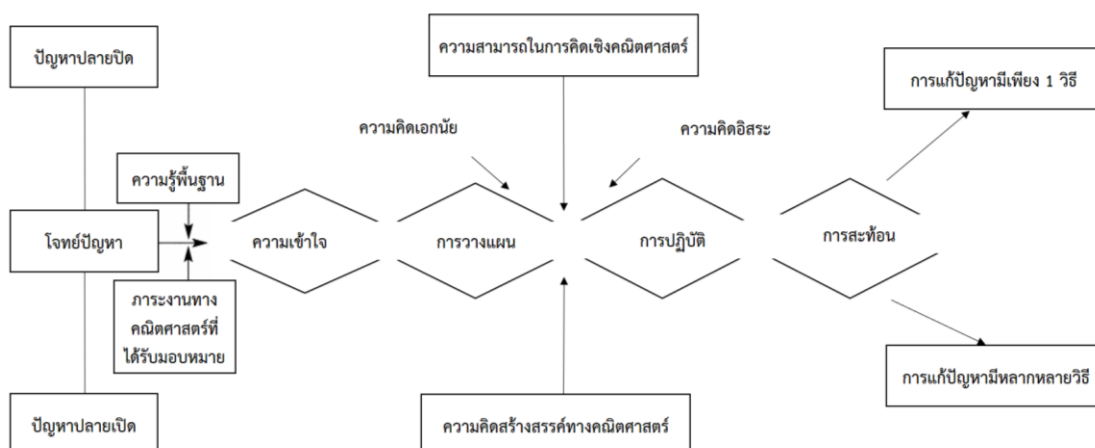 ปัญหาปลายปิด
ความสามารถในการคิดเชิงคณิตศาสตร์
การแก้ปัญหามีเพียง 1 วิธี
ความคิดเอกนัย
ความคิดอิสระ
ความรู้พื้นฐาน
โจทย์ปัญหา
ความเข้าใจ
การวางแผน
การปฏิบัติ
การสะท้อน
ภาระงานทาง
คณิตศาสตร์ที่
ได้รับมอบหมาย
การแก้ปัญหามีหลากหลายวิธี
ปัญหาปลายเปิด
ความคิดสร้างสรรค์ทางคณิตศาสตร์